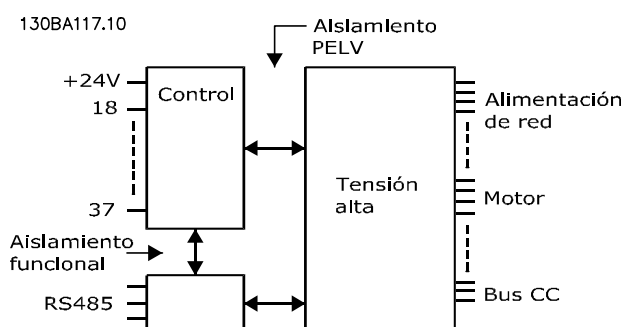 130BA117.10
Aislamiento
PELV
+24V
Control
18
Alimentación
de red
Tensión
alta
37
Motor
Aislamiento
funcional
RS485
Bus CC